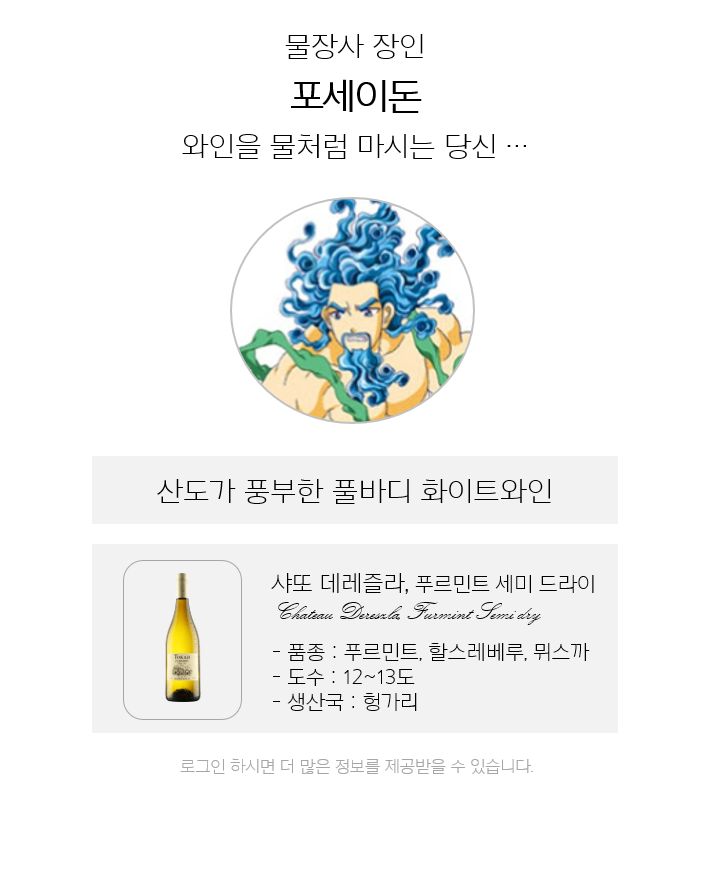 물장사 장인
포세이돈
와인을 물처럼 마시는 당신 …
산도가 풍부한 풀바디 화이트와인
샤또 데레즐라, 푸르민트 세미 드라이
Chateau Dereszla, Furmint Semi dry
- 품종 : 푸르민트, 할스레베루, 뮈스까
- 도수 : 12~13도
- 생산국 : 헝가리
로그인 하시면 더 많은 정보를 제공받을 수 있습니다.